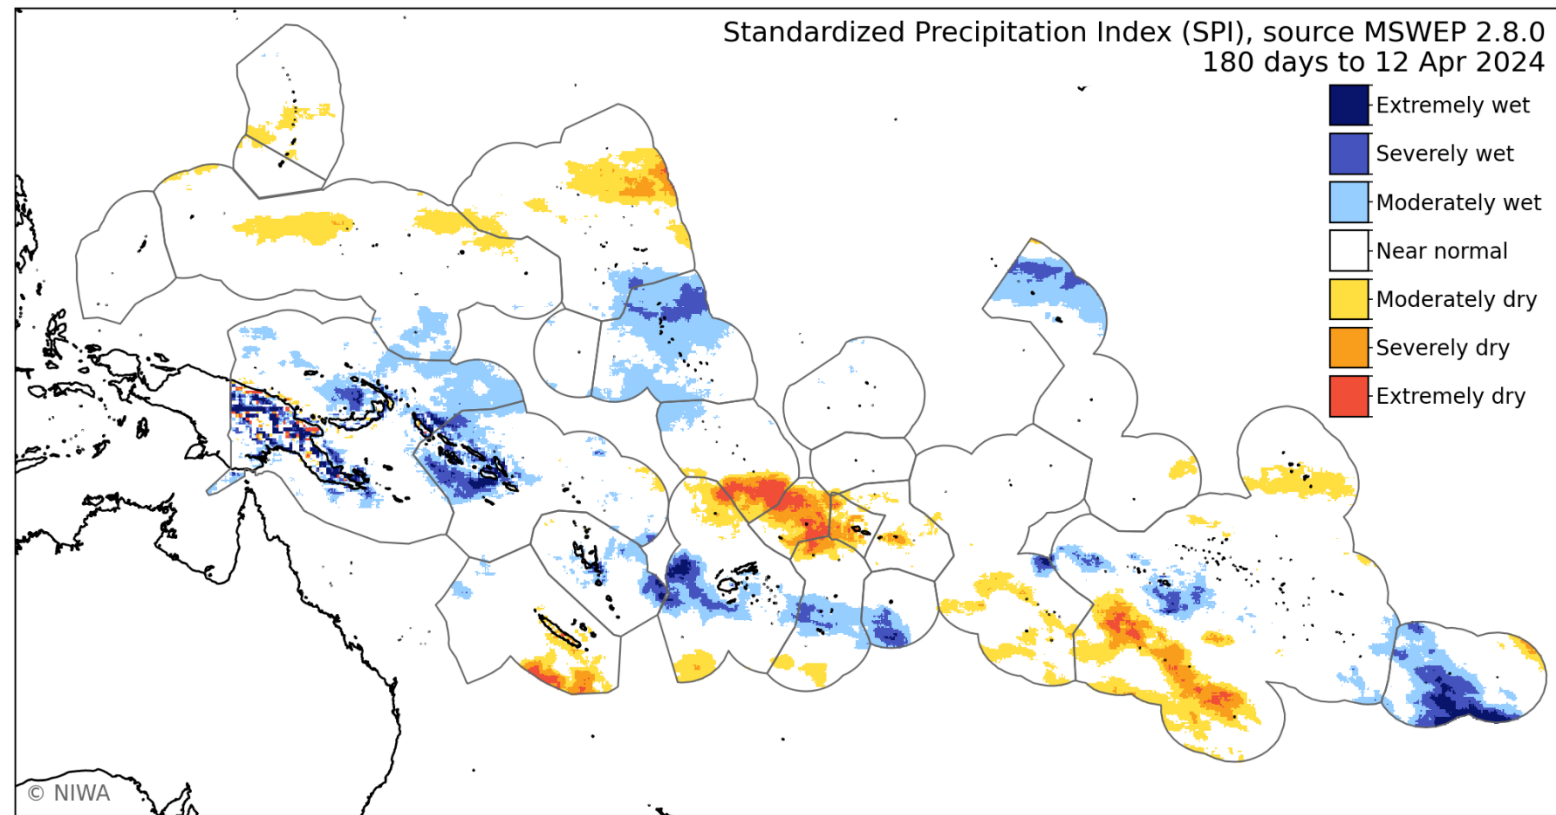 Standardized Precipitation Index (SPI), source MSWEP 2.8.0
180 days to 12 Apr 2024
Extremely wet
Severely wet
Moderately wet
Near normal
Moderately dry
Severely dry
Extremely dry
© NIWA